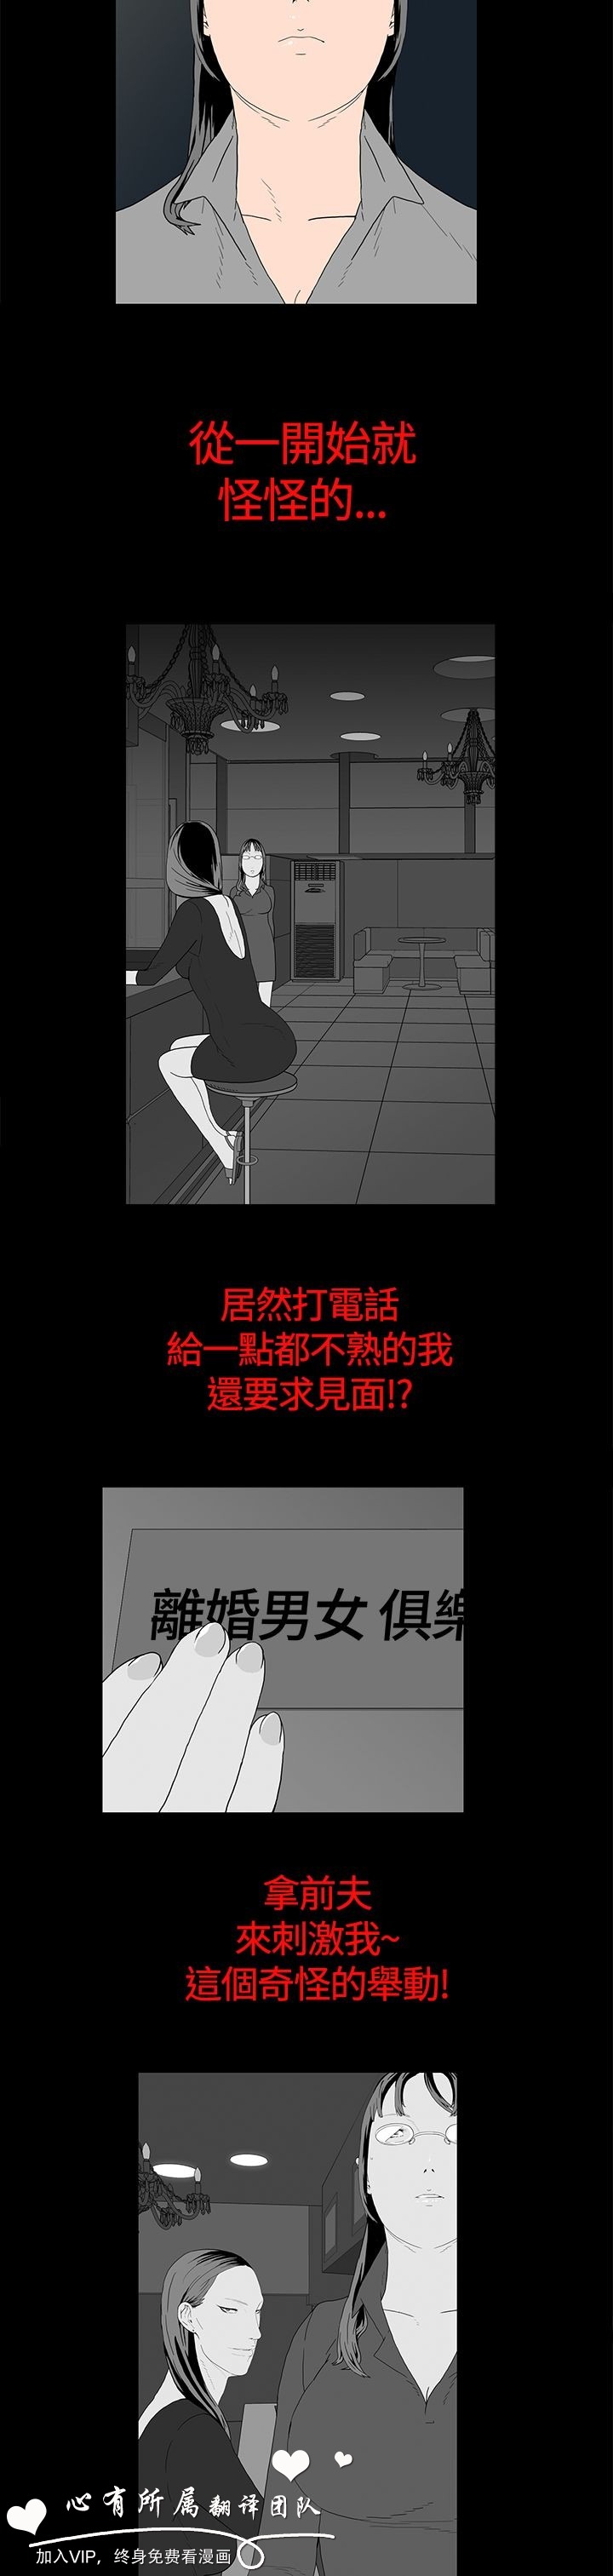 從一開始就
怪怪的...
居然打電話
給一點都不熟的我
還要求見面!?
離婚男女 俱樂
拿前夫
來刺激我~
這個奇怪的舉動!
心有所属翻译团队
加入VIP，终身免费看漫画